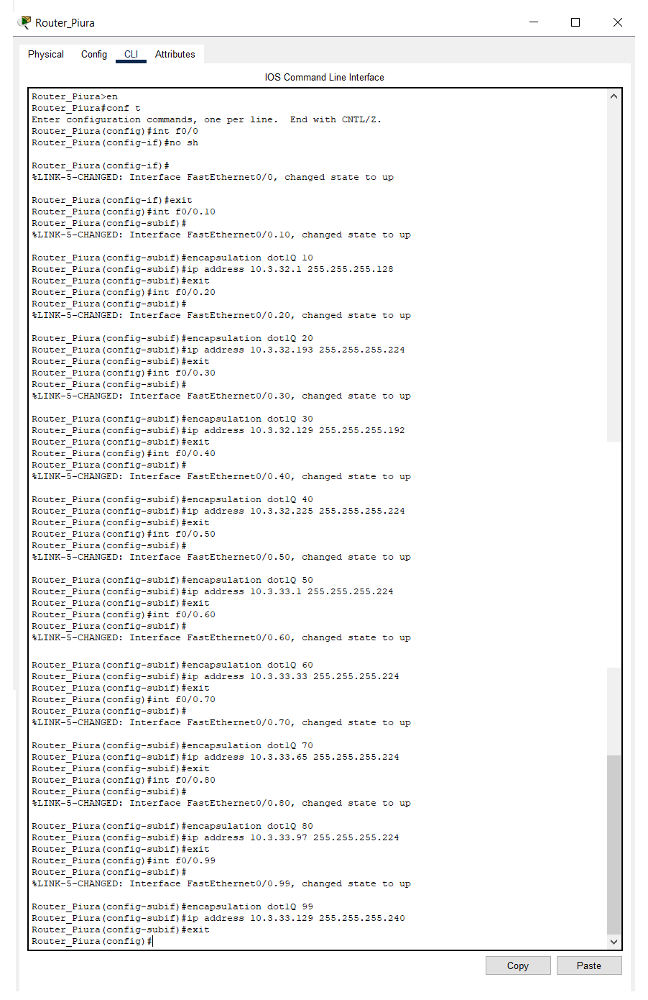 Router_Piura
Physical Config CLI Attributes
IOS Command Line Interface
Router_Piura>en
Router_Piura#conf t
Enter configuration commands, one per line.  End with CNTL/Z.
Router_Piura(config)#int f0/0
Router_Piura(config-if)#no sh
Router_Piura(config-if)#
%LINK-5-CHANGED: Interface FastEthernet0/0, changed state to up
Router_Piura(config-if)#exit
Router_Piura(config)#int f0/0.10
Router_Piura(config-subif)#
%LINK-5-CHANGED: Interface FastEthernet0/0.10, changed state to up
Router_Piura(config-subif)#encapsulation dot1Q 10
Router_Piura(config-subif)#ip address 10.3.32.1 255.255.255.128
Router_Piura(config-subif)#exit
Router_Piura(config)#int f0/0.20
Router_Piura(config-subif)#
%LINK-5-CHANGED: Interface FastEthernet0/0.20, changed state to up
Router_Piura(config-subif)#encapsulation dot1Q 20
Router_Piura(config-subif)#ip address 10.3.32.193 255.255.255.224
Router_Piura(config-subif)#exit
Router_Piura(config)#int f0/0.30
Router_Piura(config-subif)#
%LINK-5-CHANGED: Interface FastEthernet0/0.30, changed state to up
Router_Piura(config-subif)#encapsulation dot1Q 30
Router_Piura(config-subif)#ip address 10.3.32.129 255.255.255.192
Router_Piura(config-subif)#exit
Router_Piura(config)#int f0/0.40
Router_Piura(config-subif)#
%LINK-5-CHANGED: Interface FastEthernet0/0.40, changed state to up
Router_Piura(config-subif)#encapsulation dot1Q 40
Router_Piura(config-subif)#ip address 10.3.32.225 255.255.255.224
Router_Piura(config-subif)#exit
Router_Piura(config)#int f0/0.50
Router_Piura(config-subif)#
%LINK-5-CHANGED: Interface FastEthernet0/0.50, changed state to up
Router_Piura(config-subif)#encapsulation dot1Q 50
Router_Piura(config-subif)#ip address 10.3.33.1 255.255.255.224
Router_Piura(config-subif)#exit
Router_Piura(config)#int f0/0.60
Router_Piura(config-subif)#
%LINK-5-CHANGED: Interface FastEthernet0/0.60, changed state to up
Router_Piura(config-subif)#encapsulation dot1Q 60
Router_Piura(config-subif)#ip address 10.3.33.33 255.255.255.224
Router_Piura(config-subif)#exit
Router_Piura(config)#int f0/0.70
Router_Piura(config-subif)#
%LINK-5-CHANGED: Interface FastEthernet0/0.70, changed state to up
Router_Piura(config-subif)#encapsulation dot1Q 70
Router_Piura(config-subif)#ip address 10.3.33.65 255.255.255.224
Router_Piura(config-subif)#exit
Router_Piura(config)#int f0/0.80
Router_Piura(config-subif)#
%LINK-5-CHANGED: Interface FastEthernet0/0.80, changed state to up
Router_Piura(config-subif)#encapsulation dot1Q 80
Router_Piura(config-subif)#ip address 10.3.33.97 255.255.255.224
Router_Piura(config-subif)#exit
Router_Piura(config)#int f0/0.99
Router_Piura(config-subif)#
%LINK-5-CHANGED: Interface FastEthernet0/0.99, changed state to up
Router_Piura(config-subif)#encapsulation dot1Q 99
Router_Piura(config-subif)#ip address 10.3.33.129 255.255.255.240
Router_Piura(config-subif)#exit
Router_Piura(config)#
Copy Paste